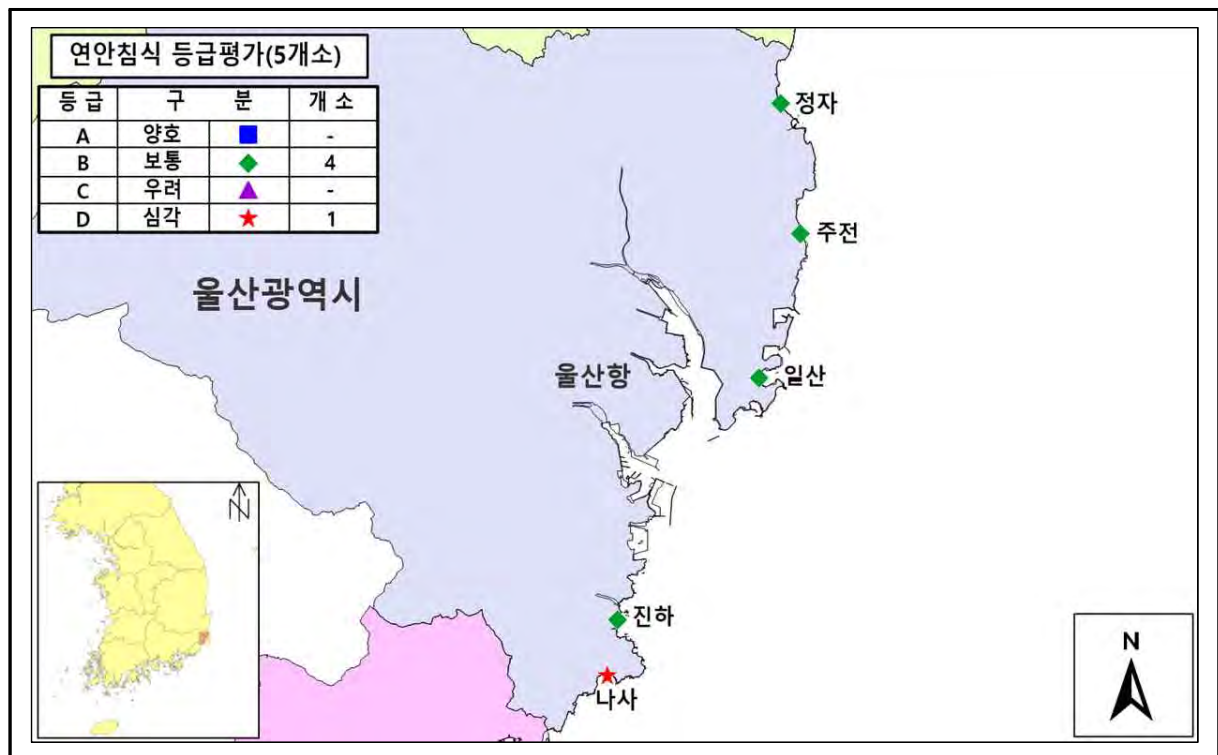 연안침식 등급평가(5개소)
등급 구 분 개소
A 양호 -
B 보통 4
C 우려 -
D 심각 1
정자
주전
울산광역시
울산항
일산
진하
나사
N
N